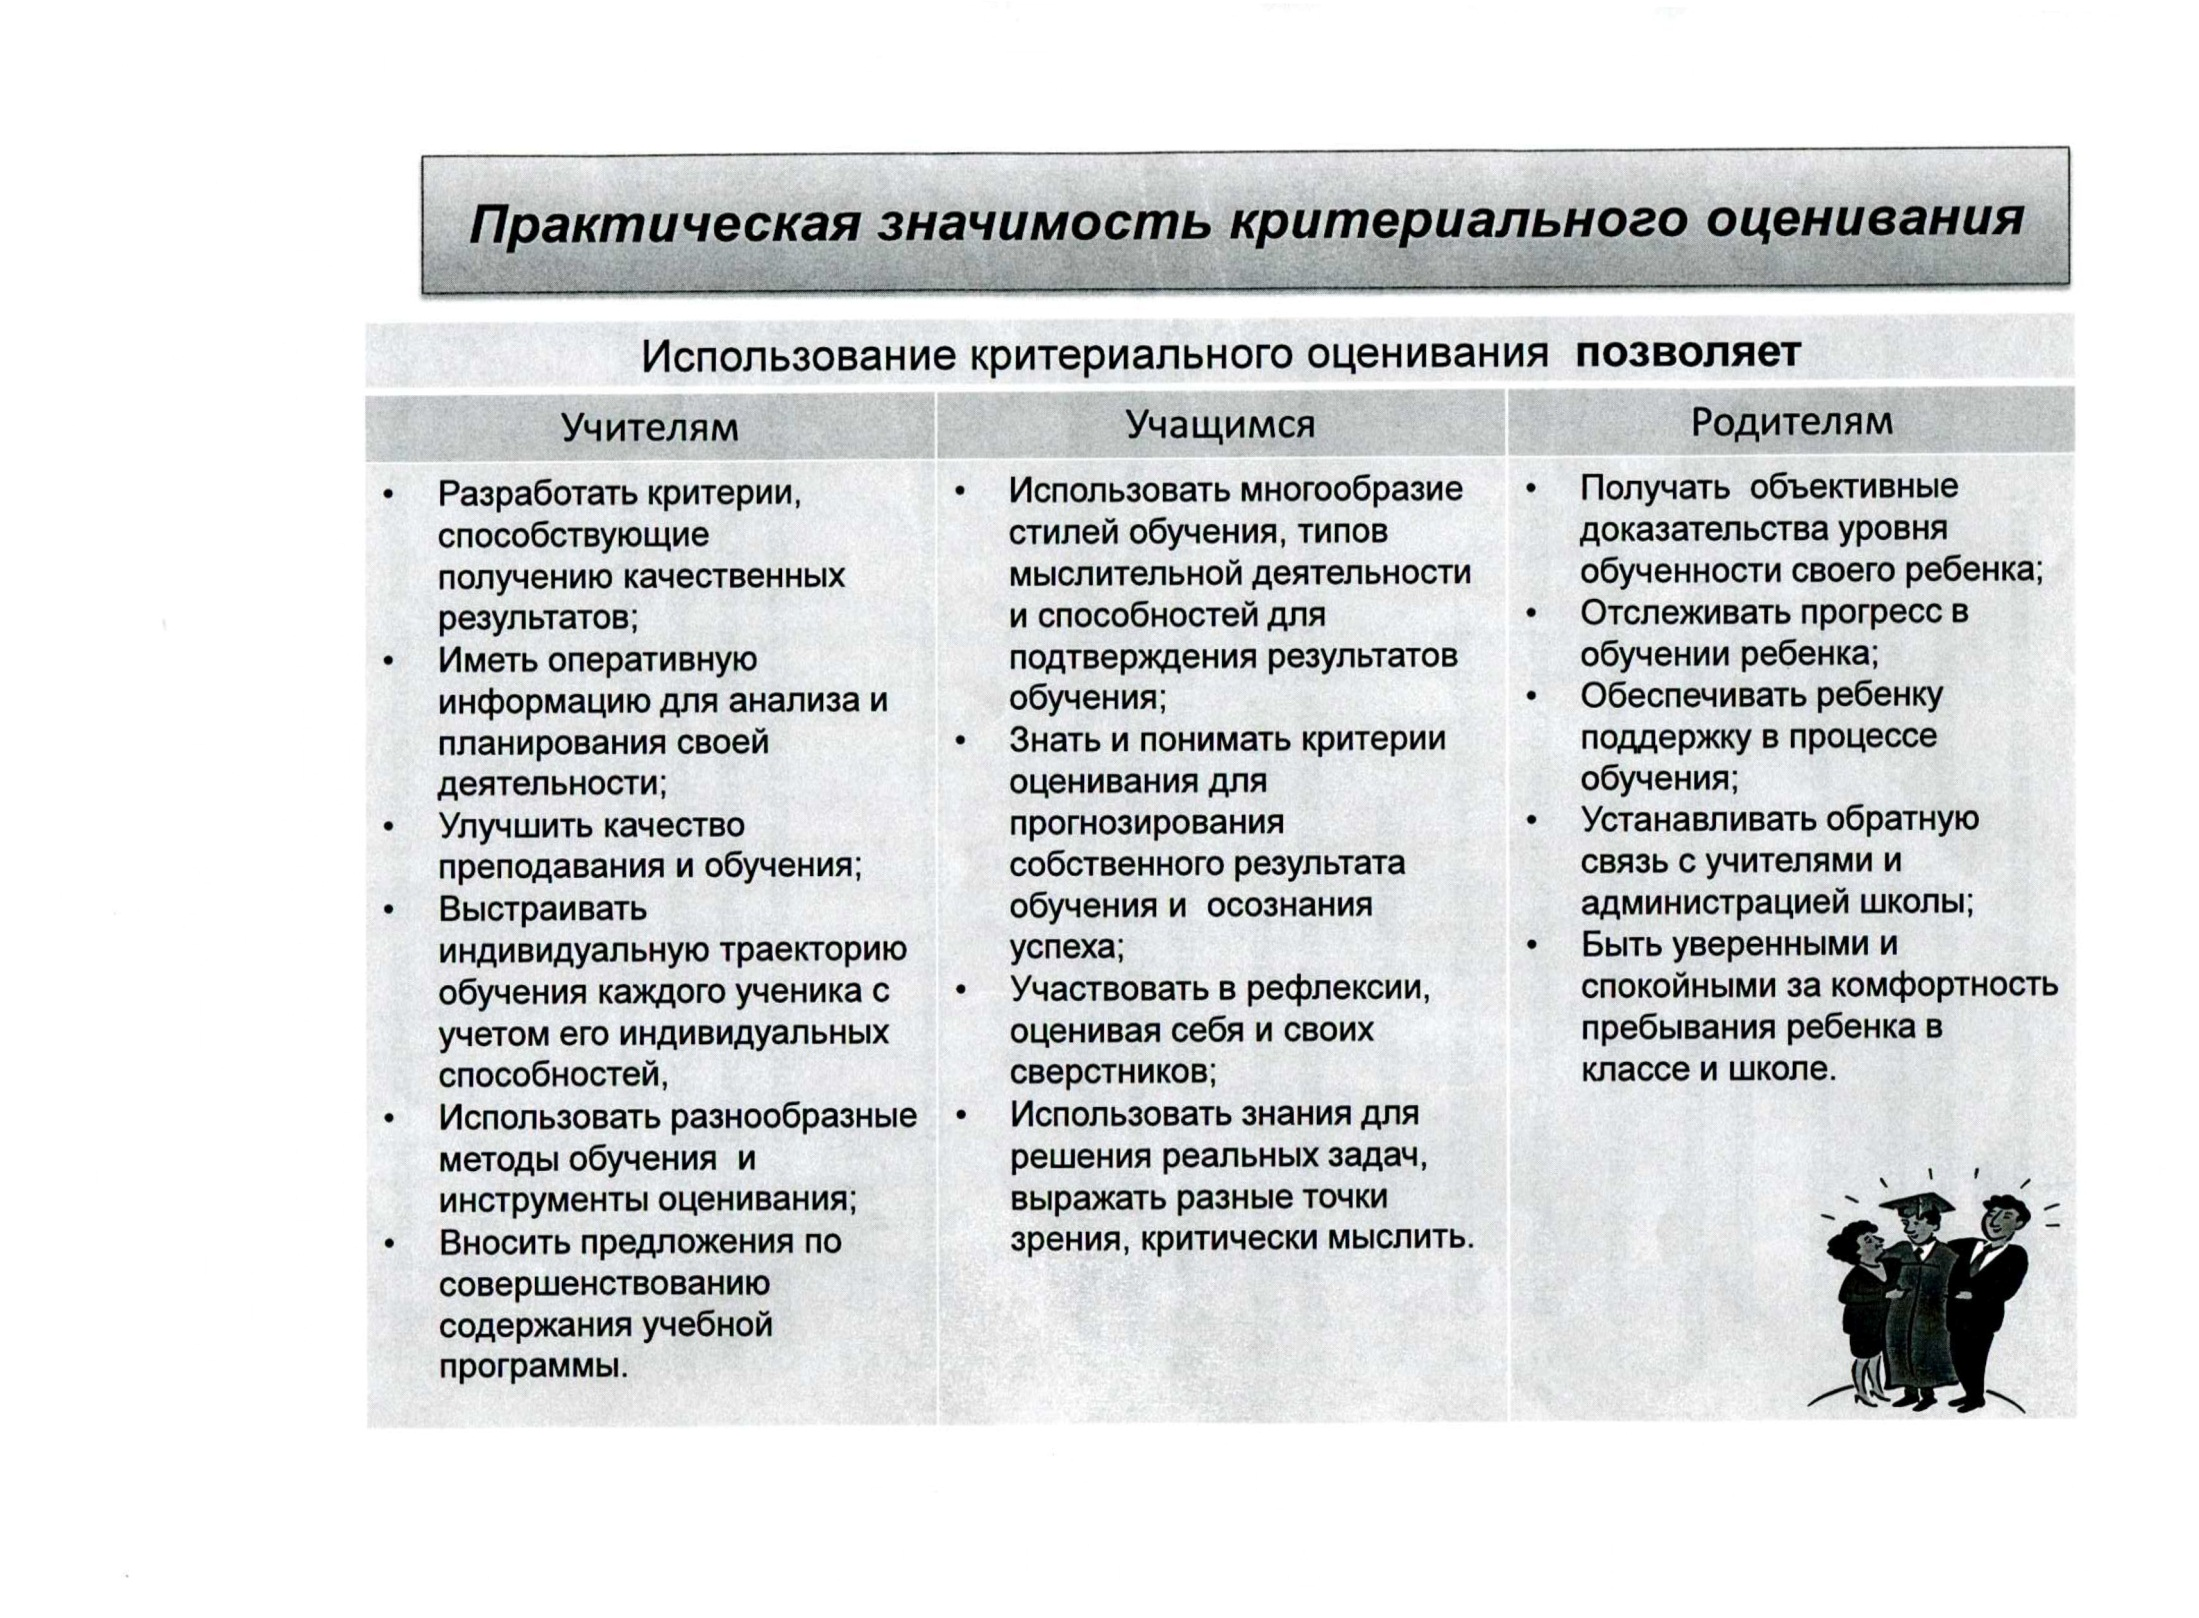 Практическая значимость критериального оценивания
Использование критериального оценивания позволяет
Учителям
• Разработать критерии,
способствующие
получению качественных
результатов;
• Иметь оперативную
информацию для анализа и
планирования своей
деятельности;
• Улучшить качество
преподавания и обучения;
• Выстраивать
индивидуальную траекторию
обучения каждого ученика с
учетом его индивидуальных
способностей,
• Использовать разнообразные
методы обучения и
инструменты оценивания;
• Вносить предложения по
совершенствованию
содержания учебной
программы.
Учащимся
• Использовать многообразие
стилей обучения, типов
мыслительной деятельности
и способностей для
подтверждения результатов
обучения;
• Знать и понимать критерии
оценивания для
прогнозирования
собственного результата
обучения и осознания
успеха;
• Участвовать в рефлексии,
оценивая себя и своих
сверстников;
• Использовать знания для
решения реальных задач,
выражать разные точки
зрения, критически мыслить.
Родителям
• Получать объективные
доказательства уровня
обученности своего ребенка;
• Отслеживать прогресс в
обучении ребенка;
• Обеспечивать ребенку
поддержку в процессе
обучения;
• Устанавливать обратную
связь с учителями и
администрацией школы;
• Быть уверенными и
спокойными за комфортность
пребывания ребенка в
классе и школе.